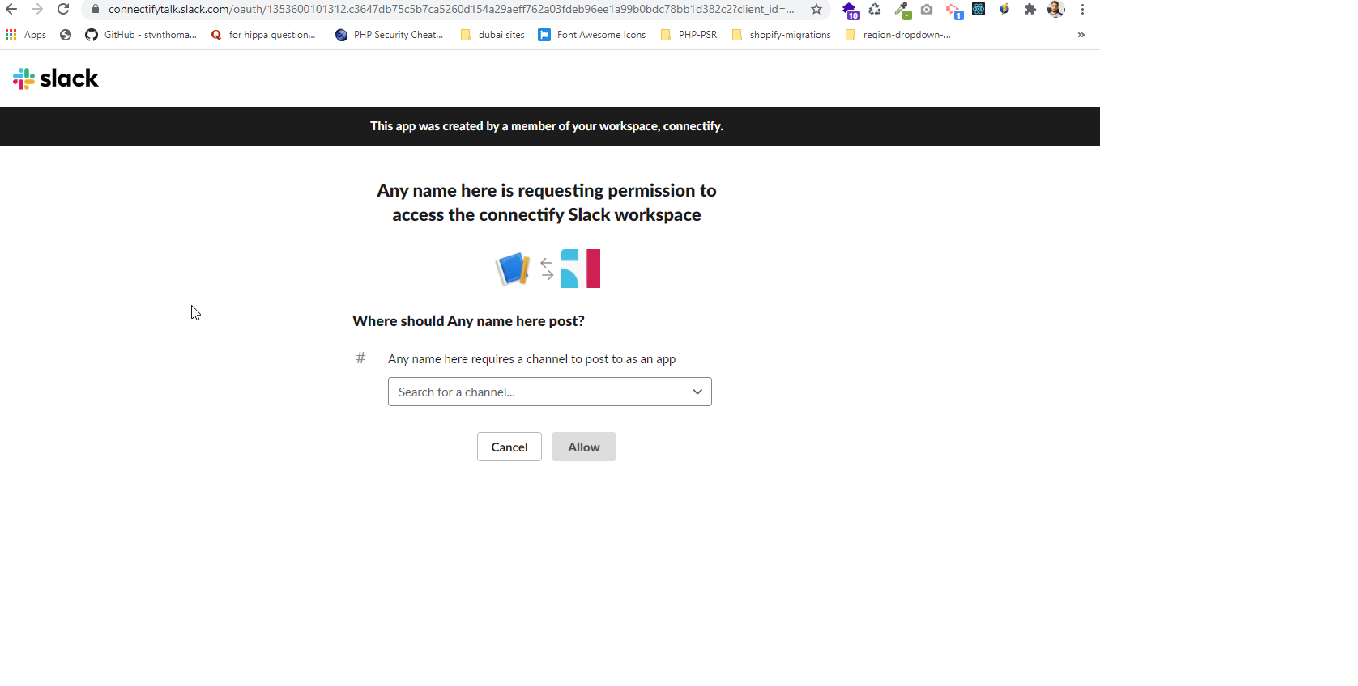 connectifytalk.slack.com/oauth/1353600101312.c3647db75c5b7ca5260d154a29aeff762a03fdeb96ee1a99b0bdc78bb1d382c2?client_id=...
10
1
Apps
GitHub - stvnthoma...
for hippa question...
PHP Security Cheat...
dubai sites
Font Awesome Icons
PHP-PSR
shopify-migrations
region-dropdown-...
»
slack
This app was created by a member of your workspace, connectify.
Any name here is requesting permission to
access the connectify Slack workspace
Where should Any name here post?
# Any name here requires a channel to post to as an app
Search for a channel...
Cancel
Allow